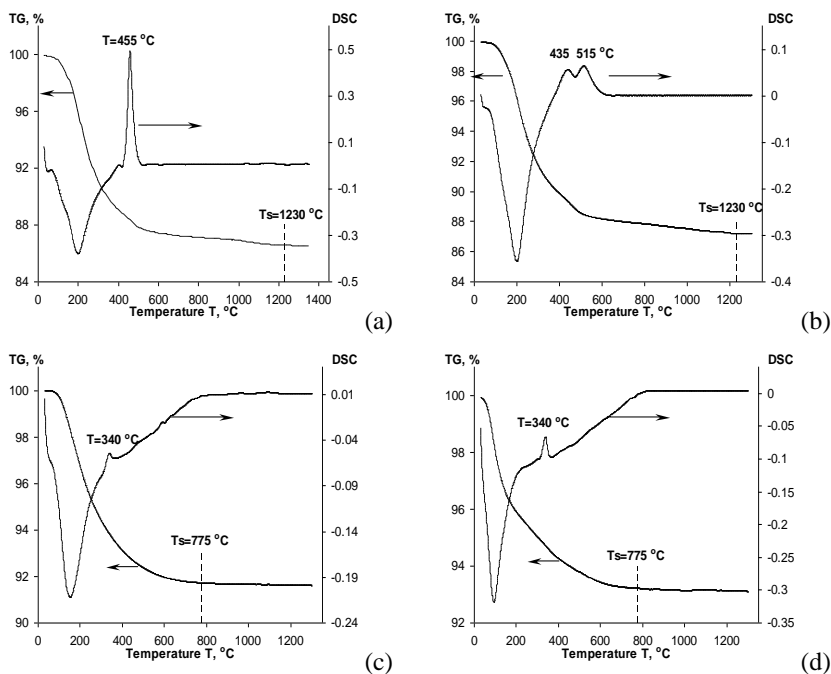 TG, %
DSC
T=455 °C
100
96
92
88
84
0.5
0.3
0.1
-0.1
-0.3
-0.5
Ts=1230 °C
0 200 400 600 800 1000 1200 1400
Temperature T, °C
(a)
TG, %
DSC
435 515 °C
100
98
96
94
92
90
88
86
84
0.1
0
-0.1
-0.2
-0.3
-0.4
Ts=1230 °C
0 200 400 600 800 1000 1200
Temperature T, °C
(b)
TG, %
DSC
T=340 °C
100
98
96
94
92
90
0.01
-0.04
-0.09
-0.14
-0.19
-0.24
Ts=775 °C
0 200 400 600 800 1000 1200
Temperature T, °C
(c)
TG, %
DSC
T=340 °C
100
98
96
94
92
0
-0.05
-0.1
-0.15
-0.2
-0.25
-0.3
-0.35
Ts=775 °C
0 200 400 600 800 1000 1200
Temperature T, °C
(d)